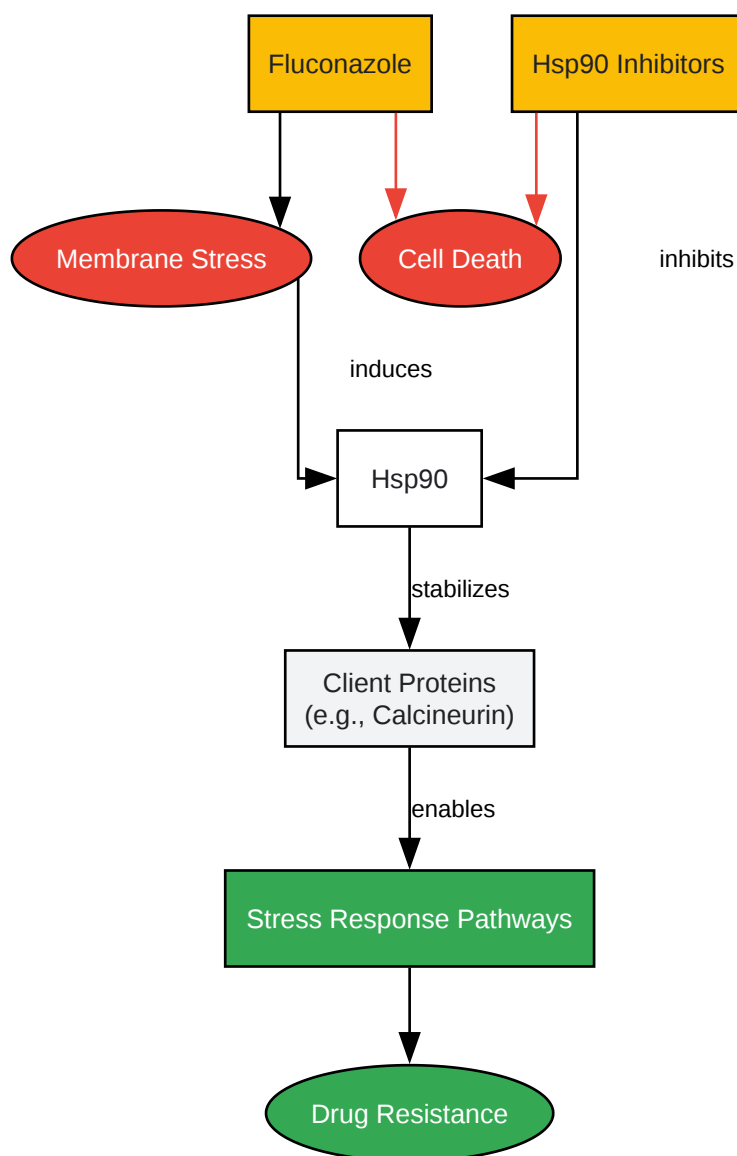 Fluconazole
Hsp90 Inhibitors
Membrane Stress
Cell Death
inhibits
induces
Hsp90
stabilizes
Client Proteins
(e.g., Calcineurin)
enables
Stress Response Pathways
Drug Resistance